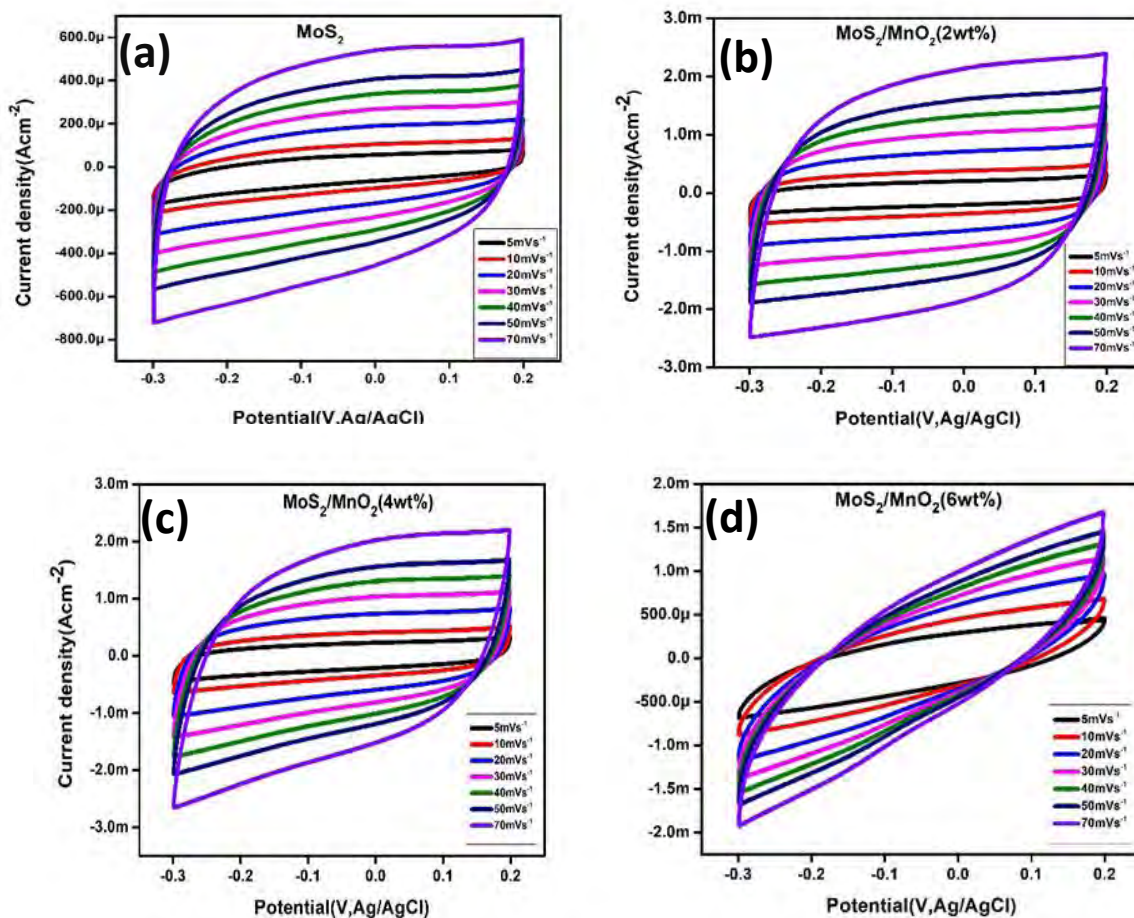 (a)
MoS₂
Current density(Acm⁻²)
600.0µ
400.0µ
200.0µ
0.0
-200.0µ
-400.0µ
-600.0µ
-800.0µ
5mVs⁻¹
10mVs⁻¹
20mVs⁻¹
30mVs⁻¹
40mVs⁻¹
50mVs⁻¹
70mVs⁻¹
-0.3 -0.2 -0.1 0.0 0.1 0.2
Potential(V,Ag/AgCl)
(b)
MoS₂/MnO₂(2wt%)
Current density(Acm⁻²)
3.0m
2.0m
1.0m
0.0
-1.0m
-2.0m
-3.0m
5mVs⁻¹
10mVs⁻¹
20mVs⁻¹
30mVs⁻¹
40mVs⁻¹
50mVs⁻¹
70mVs⁻¹
-0.3 -0.2 -0.1 0.0 0.1 0.2
Potential(V,Ag/AgCl)
(c)
MoS₂/MnO₂(4wt%)
Current density(Acm⁻²)
3.0m
2.0m
1.0m
0.0
-1.0m
-2.0m
-3.0m
5mVs⁻¹
10mVs⁻¹
20mVs⁻¹
30mVs⁻¹
40mVs⁻¹
50mVs⁻¹
70mVs⁻¹
-0.3 -0.2 -0.1 0.0 0.1 0.2
Potential(V,Ag/AgCl)
(d)
MoS₂/MnO₂(6wt%)
Current density(Acm⁻²)
2.0m
1.5m
1.0m
500.0µ
0.0
-500.0µ
-1.0m
-1.5m
-2.0m
5mVs⁻¹
10mVs⁻¹
20mVs⁻¹
30mVs⁻¹
40mVs⁻¹
50mVs⁻¹
70mVs⁻¹
-0.3 -0.2 -0.1 0.0 0.1 0.2
Potential(V,Ag/AgCl)